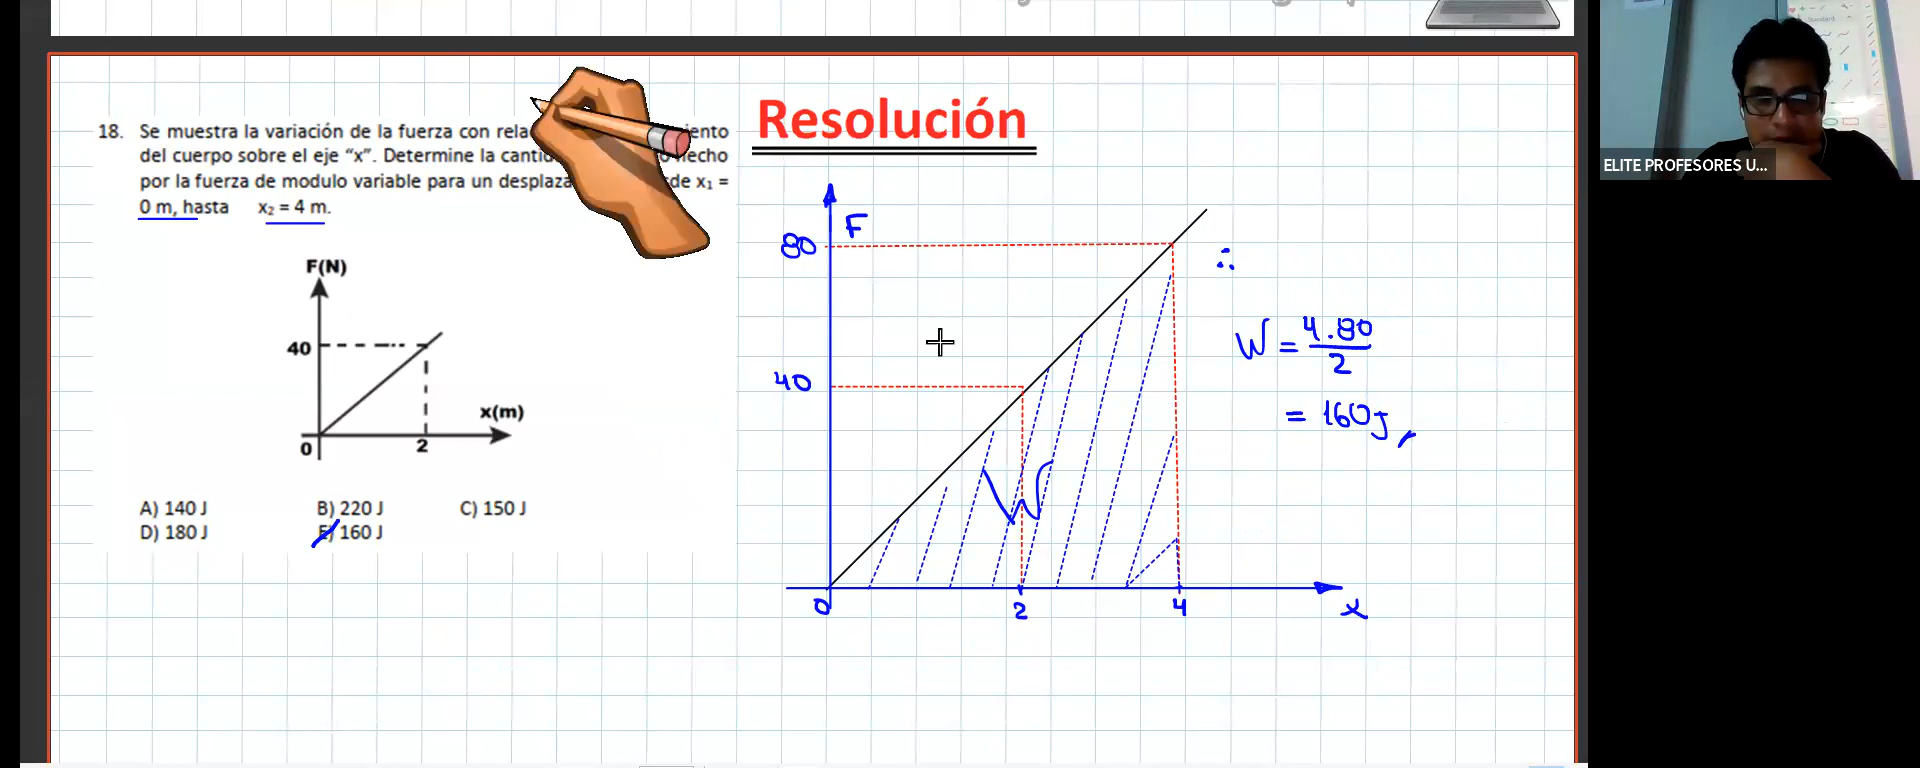 18. Se muestra la variación de la fuerza con rela iento
del cuerpo sobre el eje “x”. Determine la cantid hecho
por la fuerza de modulo variable para un desplaza de x₁ =
0 m, hasta x₂ = 4 m.
F(N)
40
x(m)
0
2
A) 140 J B) 220 J C) 150 J
D) 180 J E) 160 J
Resolución
F
80
40
W
0 2 4 x
∴
W = 4.80/2
= 160J
ELITE PROFESORES U...
Standard